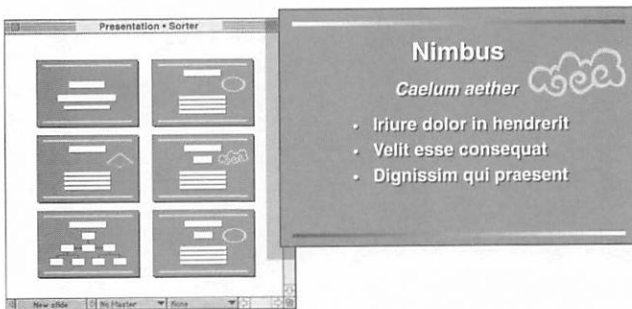 Presentation • Sorter
Nimbus
Caelum aether
• Iriure dolor in hendrerit
• Velit esse consequat
• Dignissim qui praesent
New slide No Master None